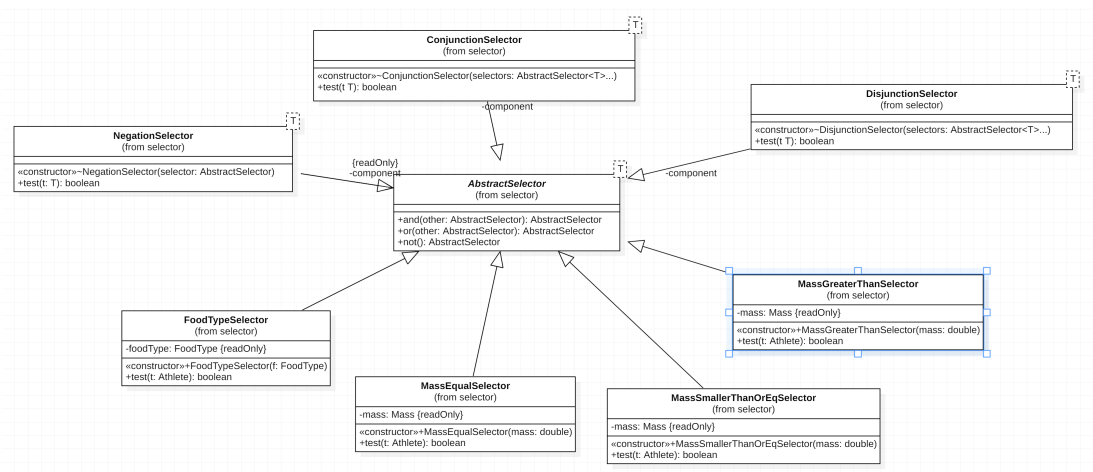 T
ConjunctionSelector
(from selector)
«constructor»~ConjunctionSelector(selectors: AbstractSelector<T>...)
+test(t T): boolean
-component
T
DisjunctionSelector
(from selector)
«constructor»~DisjunctionSelector(selectors: AbstractSelector<T>...)
+test(t T): boolean
-component
T
NegationSelector
(from selector)
«constructor»~NegationSelector(selector: AbstractSelector)
+test(t: T): boolean
{readOnly}
-component
T
AbstractSelector
(from selector)
+and(other: AbstractSelector): AbstractSelector
+or(other: AbstractSelector): AbstractSelector
+not(): AbstractSelector
MassGreaterThanSelector
(from selector)
-mass: Mass {readOnly}
«constructor»+MassGreaterThanSelector(mass: double)
+test(t: Athlete): boolean
FoodTypeSelector
(from selector)
-foodType: FoodType {readOnly}
«constructor»+FoodTypeSelector(f: FoodType)
+test(t: Athlete): boolean
MassEqualSelector
(from selector)
-mass: Mass {readOnly}
«constructor»+MassEqualSelector(mass: double)
+test(t: Athlete): boolean
MassSmallerThanOrEqSelector
(from selector)
-mass: Mass {readOnly}
«constructor»+MassSmallerThanOrEqSelector(mass: double)
+test(t: Athlete): boolean